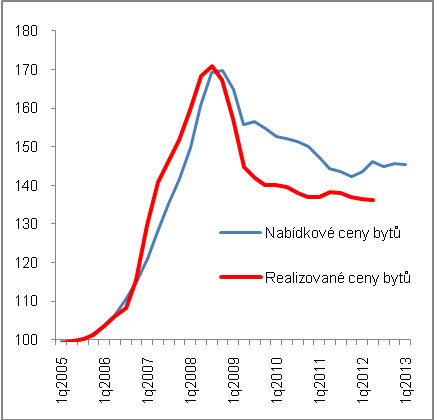 180
170
160
150
140
130
120
110
100
Nabídkové ceny bytů
Realizované ceny bytů
1q2005
1q2006
1q2007
1q2008
1q2009
1q2010
1q2011
1q2012
1q2013